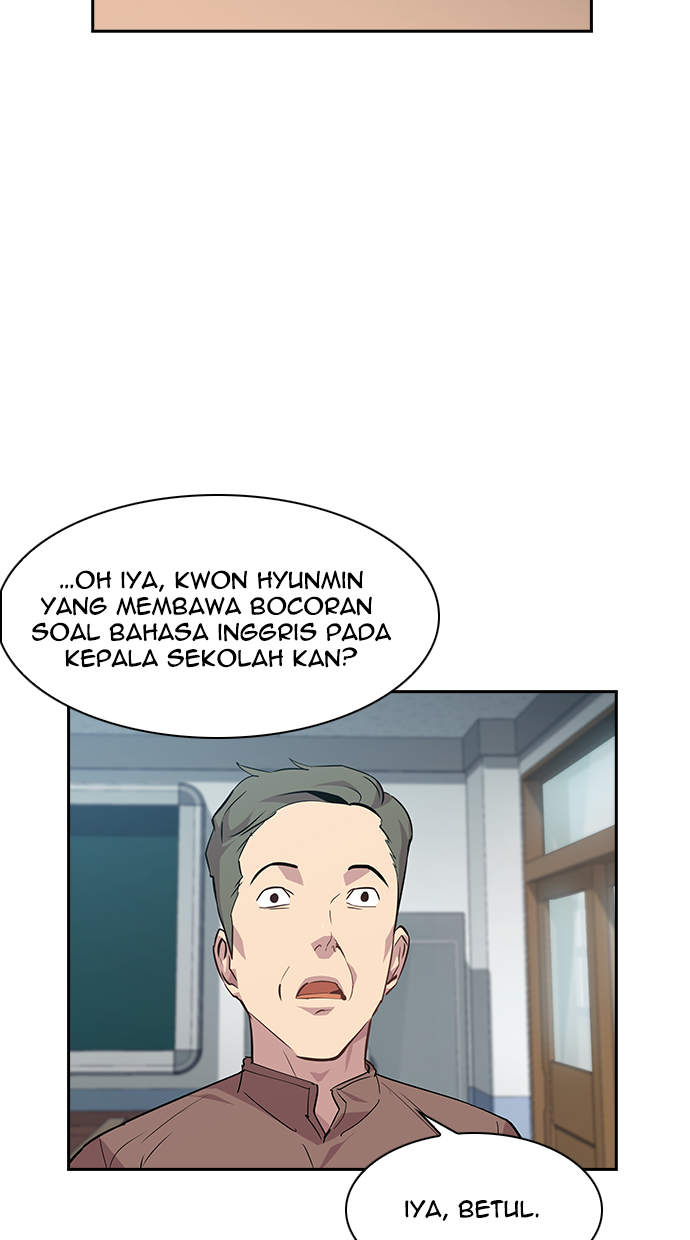 ...OH IYA, KWON HYUNMIN
YANG MEMBAWA BOCORAN
SOAL BAHASA INGGRIS PADA
KEPALA SEKOLAH KAN?
IYA, BETUL.